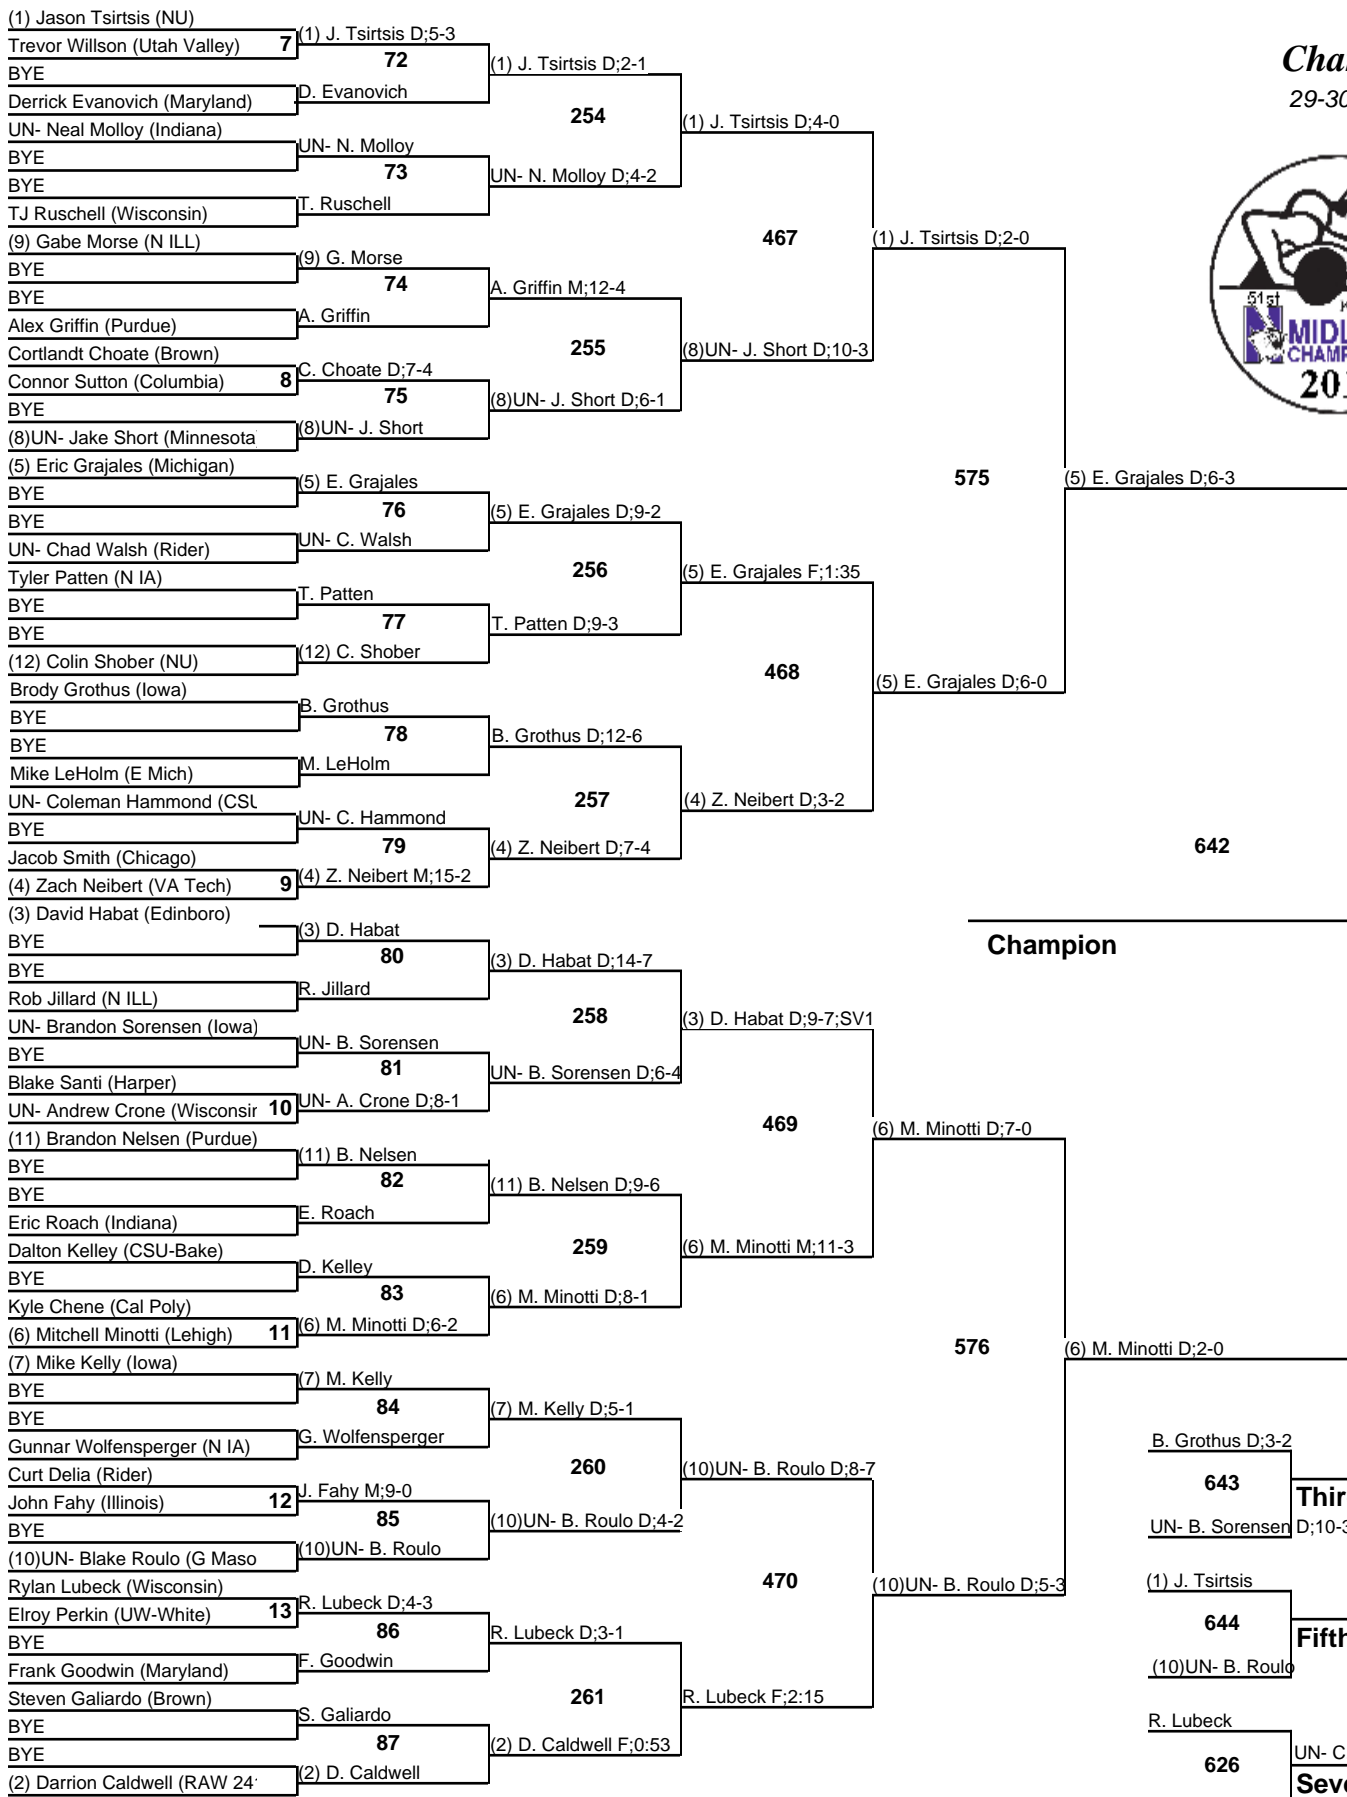 (1) Jason Tsirtsis (NU)
Trevor Willson (Utah Valley) 7
BYE
Derrick Evanovich (Maryland)
UN- Neal Molloy (Indiana)
BYE
BYE
TJ Ruschell (Wisconsin)
(9) Gabe Morse (N ILL)
BYE
BYE
Alex Griffin (Purdue)
Cortlandt Choate (Brown)
Connor Sutton (Columbia) 8
BYE
(8)UN- Jake Short (Minnesota
(5) Eric Grajales (Michigan)
BYE
BYE
UN- Chad Walsh (Rider)
Tyler Patten (N IA)
BYE
BYE
(12) Colin Shober (NU)
Brody Grothus (Iowa)
BYE
BYE
Mike LeHolm (E Mich)
UN- Coleman Hammond (CSU
BYE
Jacob Smith (Chicago)
(4) Zach Neibert (VA Tech) 9
(3) David Habat (Edinboro)
BYE
BYE
Rob Jillard (N ILL)
UN- Brandon Sorensen (Iowa)
BYE
Blake Santi (Harper)
UN- Andrew Crone (Wisconsin 10
(11) Brandon Nelsen (Purdue)
BYE
BYE
Eric Roach (Indiana)
Dalton Kelley (CSU-Bake)
BYE
Kyle Chene (Cal Poly)
(6) Mitchell Minotti (Lehigh) 11
(7) Mike Kelly (Iowa)
BYE
BYE
Gunnar Wolfensperger (N IA)
Curt Delia (Rider)
John Fahy (Illinois) 12
BYE
(10)UN- Blake Roulo (G Maso
Rylan Lubeck (Wisconsin)
Elroy Perkin (UW-White) 13
BYE
Frank Goodwin (Maryland)
Steven Galiardo (Brown)
BYE
BYE
(2) Darrion Caldwell (RAW 24
(1) J. Tsirtsis D;5-3
72
D. Evanovich
UN- N. Molloy
73
T. Ruschell
(9) G. Morse
74
A. Griffin
C. Choate D;7-4
75
(8)UN- J. Short
(5) E. Grajales
76
UN- C. Walsh
T. Patten
77
(12) C. Shober
B. Grothus
78
M. LeHolm
UN- C. Hammond
79
(4) Z. Neibert M;15-2
(3) D. Habat
80
R. Jillard
UN- B. Sorensen
81
UN- A. Crone D;8-1
(11) B. Nelsen
82
E. Roach
D. Kelley
83
(6) M. Minotti D;6-2
(7) M. Kelly
84
G. Wolfensperger
J. Fahy M;9-0
85
(10)UN- B. Roulo
R. Lubeck D;4-3
86
F. Goodwin
S. Galiardo
87
(2) D. Caldwell
(1) J. Tsirtsis D;2-1
254
UN- N. Molloy D;4-2
A. Griffin M;12-4
255
(8)UN- J. Short D;6-1
(5) E. Grajales D;9-2
256
T. Patten D;9-3
B. Grothus D;12-6
257
(4) Z. Neibert D;7-4
(3) D. Habat D;14-7
258
UN- B. Sorensen D;6-4
(11) B. Nelsen D;9-6
259
(6) M. Minotti D;8-1
(7) M. Kelly D;5-1
260
(10)UN- B. Roulo D;4-2
R. Lubeck D;3-1
261
(2) D. Caldwell F;0:53
(1) J. Tsirtsis D;4-0
467
(8)UN- J. Short D;10-3
(5) E. Grajales F;1:35
468
(4) Z. Neibert D;3-2
(3) D. Habat D;9-7;SV1
469
(6) M. Minotti M;11-3
(10)UN- B. Roulo D;8-7
470
R. Lubeck F;2:15
(1) J. Tsirtsis D;2-0
575
(5) E. Grajales D;6-0
(6) M. Minotti D;7-0
576
(10)UN- B. Roulo D;5-3
(5) E. Grajales D;6-3
642
(6) M. Minotti D;2-0
Champion
29-30
51st
20
B. Grothus D;3-2
643
UN- B. Sorensen D;10-3
(1) J. Tsirtsis
644
(10)UN- B. Roulo
R. Lubeck
626
UN- C